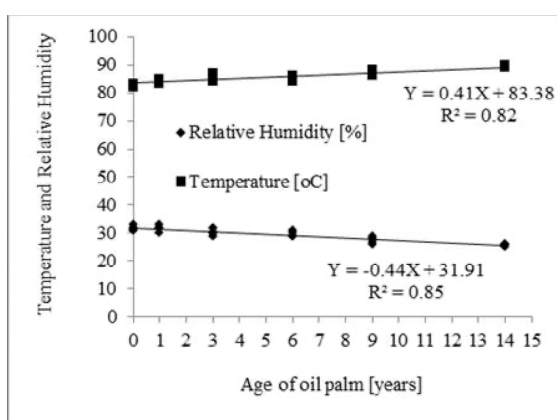 100
90
80
70
60
50
40
30
20
10
0
Temperature and Relative Humidity
Y = 0.41X + 83.38
R² = 0.82
Relative Humidity [%]
Temperature [oC]
Y = -0.44X + 31.91
R² = 0.85
0 1 2 3 4 5 6 7 8 9 10 11 12 13 14 15
Age of oil palm [years]